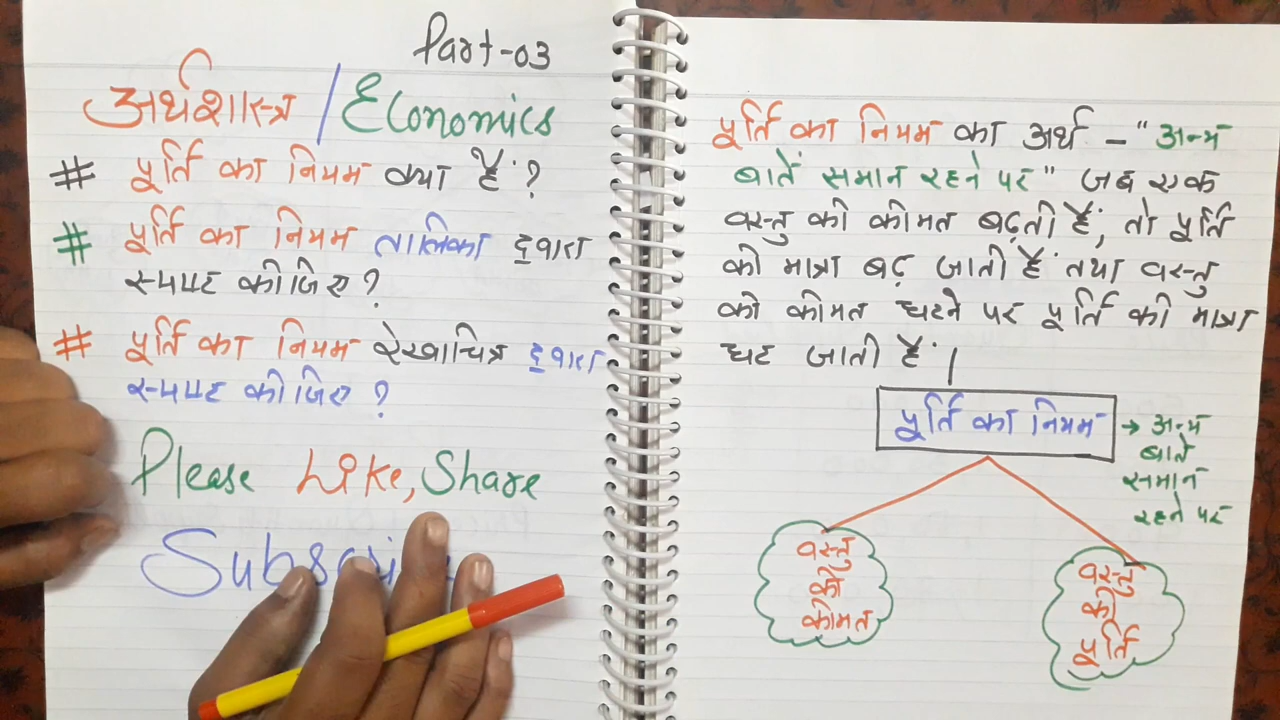 Part-03
अर्थशास्त्र / Economics
# पूर्ति का नियम क्या हैं ?
# पूर्ति का नियम तालिका द्वारा
स्पष्ट कीजिए ?
# पूर्ति का नियम रेखाचित्र द्वारा
स्पष्ट कीजिए ?
Please Like, Share
पूर्ति का नियम का अर्थ – "अन्य
बातें समान रहने पर" जब एक
वस्तु की कीमत बढ़ती हैं, तो पूर्ति
की मात्रा बढ़ जाती हैं तथा वस्तु
की कीमत घटने पर पूर्ति की मात्रा
घट जाती हैं।
पूर्ति का नियम → अन्य
बातें
समान
रहने पर
वस्तु
की
कीमत
वस्तु
की
पूर्ति